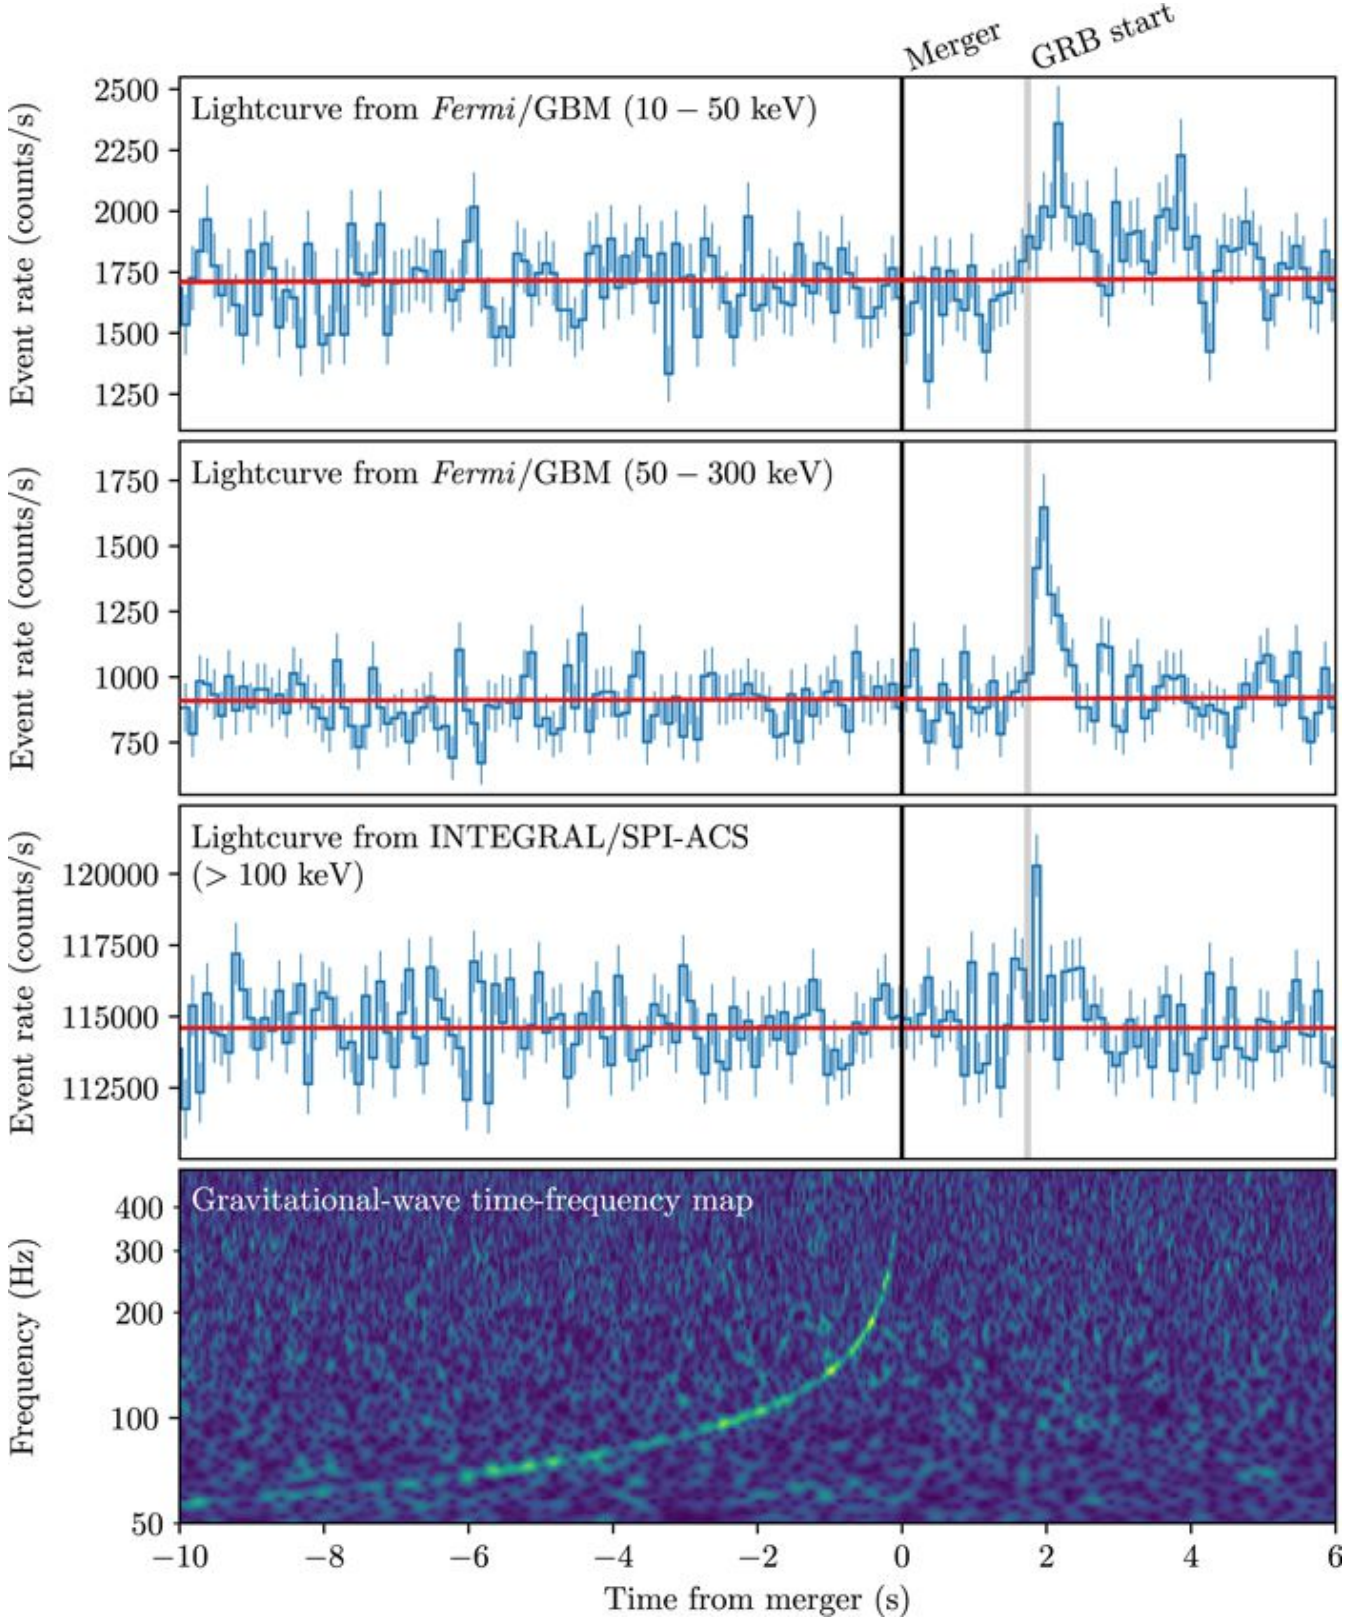 Merger
GRB start
Lightcurve from Fermi/GBM (10 – 50 keV)
Event rate (counts/s)
2500
2250
2000
1750
1500
1250
Lightcurve from Fermi/GBM (50 – 300 keV)
Event rate (counts/s)
1750
1500
1250
1000
750
Lightcurve from INTEGRAL/SPI-ACS
(> 100 keV)
Event rate (counts/s)
120000
117500
115000
112500
Gravitational-wave time-frequency map
Frequency (Hz)
400
300
200
100
50
−10 −8 −6 −4 −2 0 2 4 6
Time from merger (s)